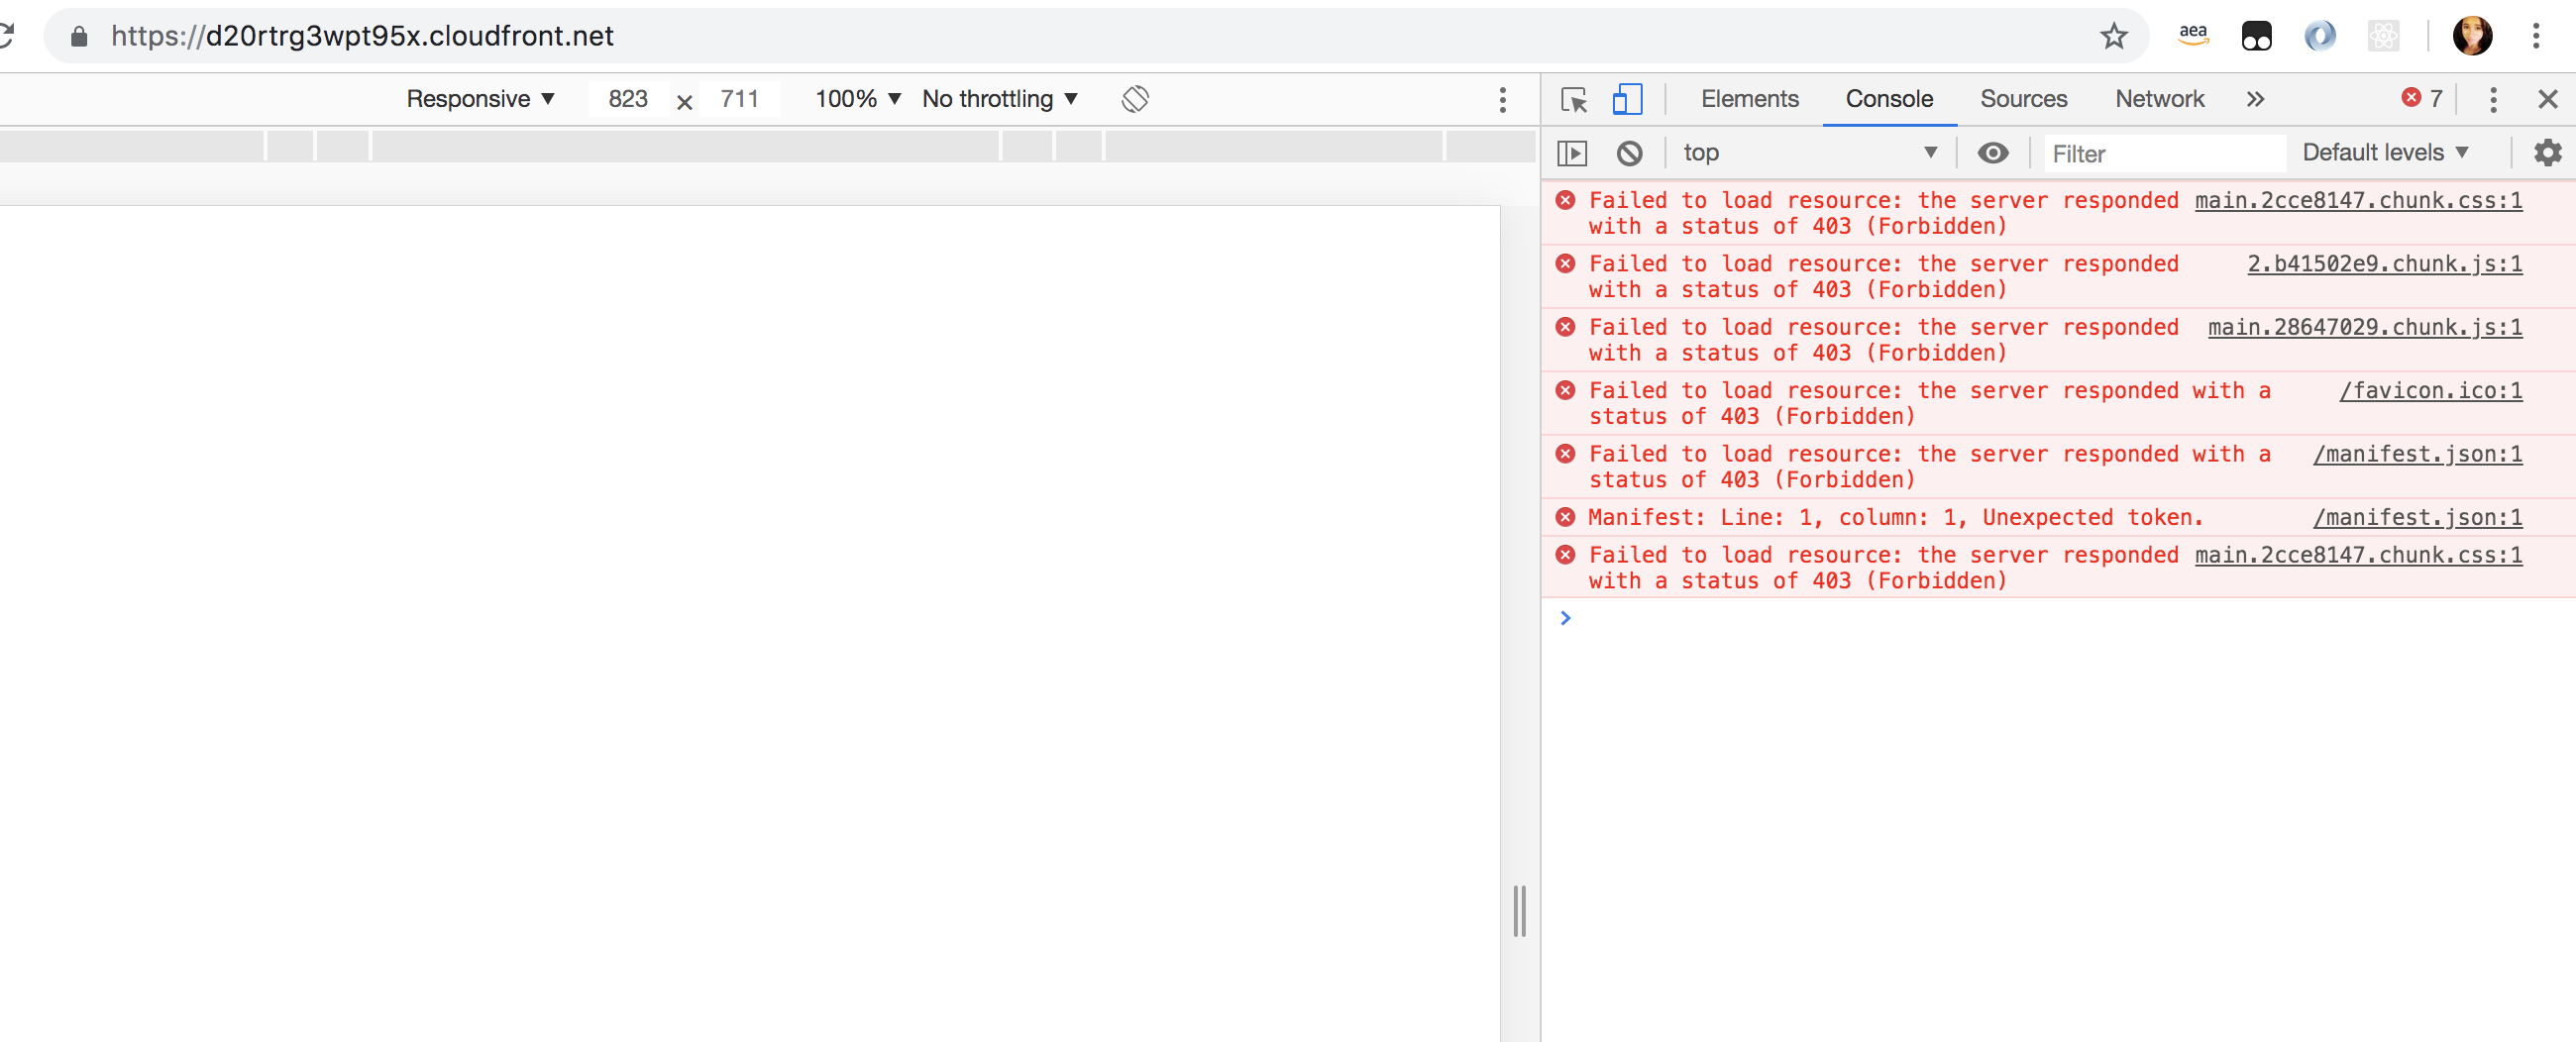 https://d20rtrg3wpt95x.cloudfront.net
aea
Responsive ▼ 823 × 711 100% ▼ No throttling ▼
Elements Console Sources Network » 7
top ▼ Filter Default levels ▼
Failed to load resource: the server responded main.2cce8147.chunk.css:1
with a status of 403 (Forbidden)
Failed to load resource: the server responded 2.b41502e9.chunk.js:1
with a status of 403 (Forbidden)
Failed to load resource: the server responded main.28647029.chunk.js:1
with a status of 403 (Forbidden)
Failed to load resource: the server responded with a /favicon.ico:1
status of 403 (Forbidden)
Failed to load resource: the server responded with a /manifest.json:1
status of 403 (Forbidden)
Manifest: Line: 1, column: 1, Unexpected token. /manifest.json:1
Failed to load resource: the server responded main.2cce8147.chunk.css:1
with a status of 403 (Forbidden)